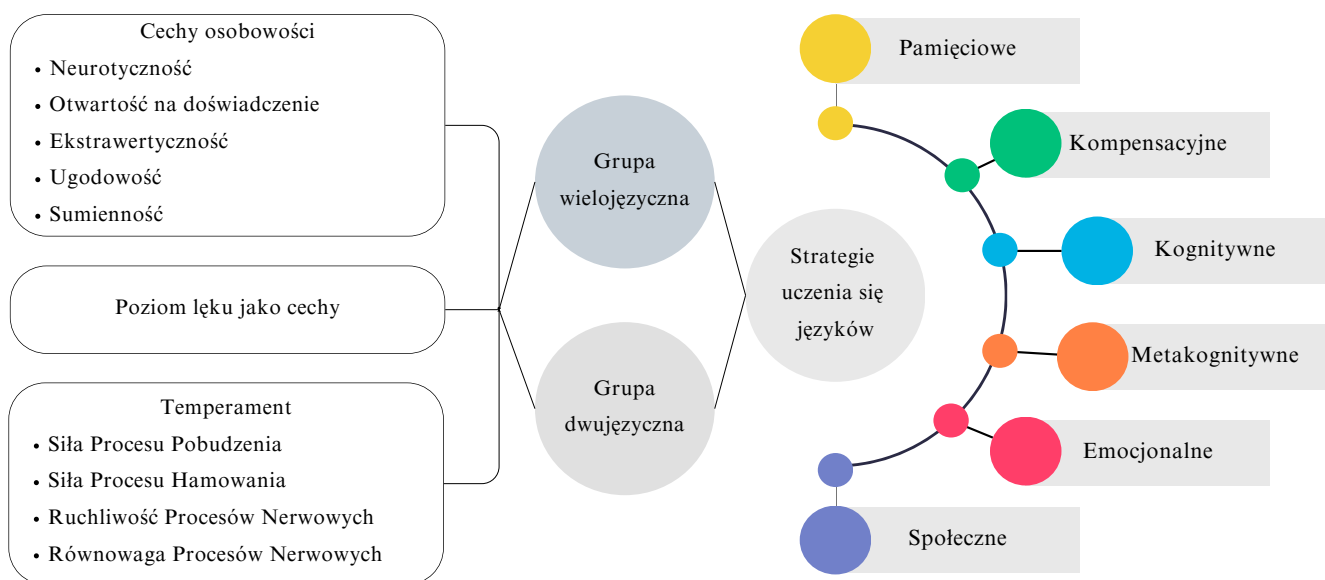 Cechy osobowości
• Neurotyczność
• Otwartość na doświadczenie
• Ekstrawertyczność
• Ugodowość
• Sumienność
Poziom lęku jako cechy
Temperament
• Siła Procesu Pobudzenia
• Siła Procesu Hamowania
• Ruchliwość Procesów Nerwowych
• Równowaga Procesów Nerwowych
Grupa
wielojęzyczna
Grupa
dwujęzyczna
Strategie
uczenia się
języków
Pamięciowe
Kompensacyjne
Kognitywne
Metakognitywne
Emocjonalne
Społeczne